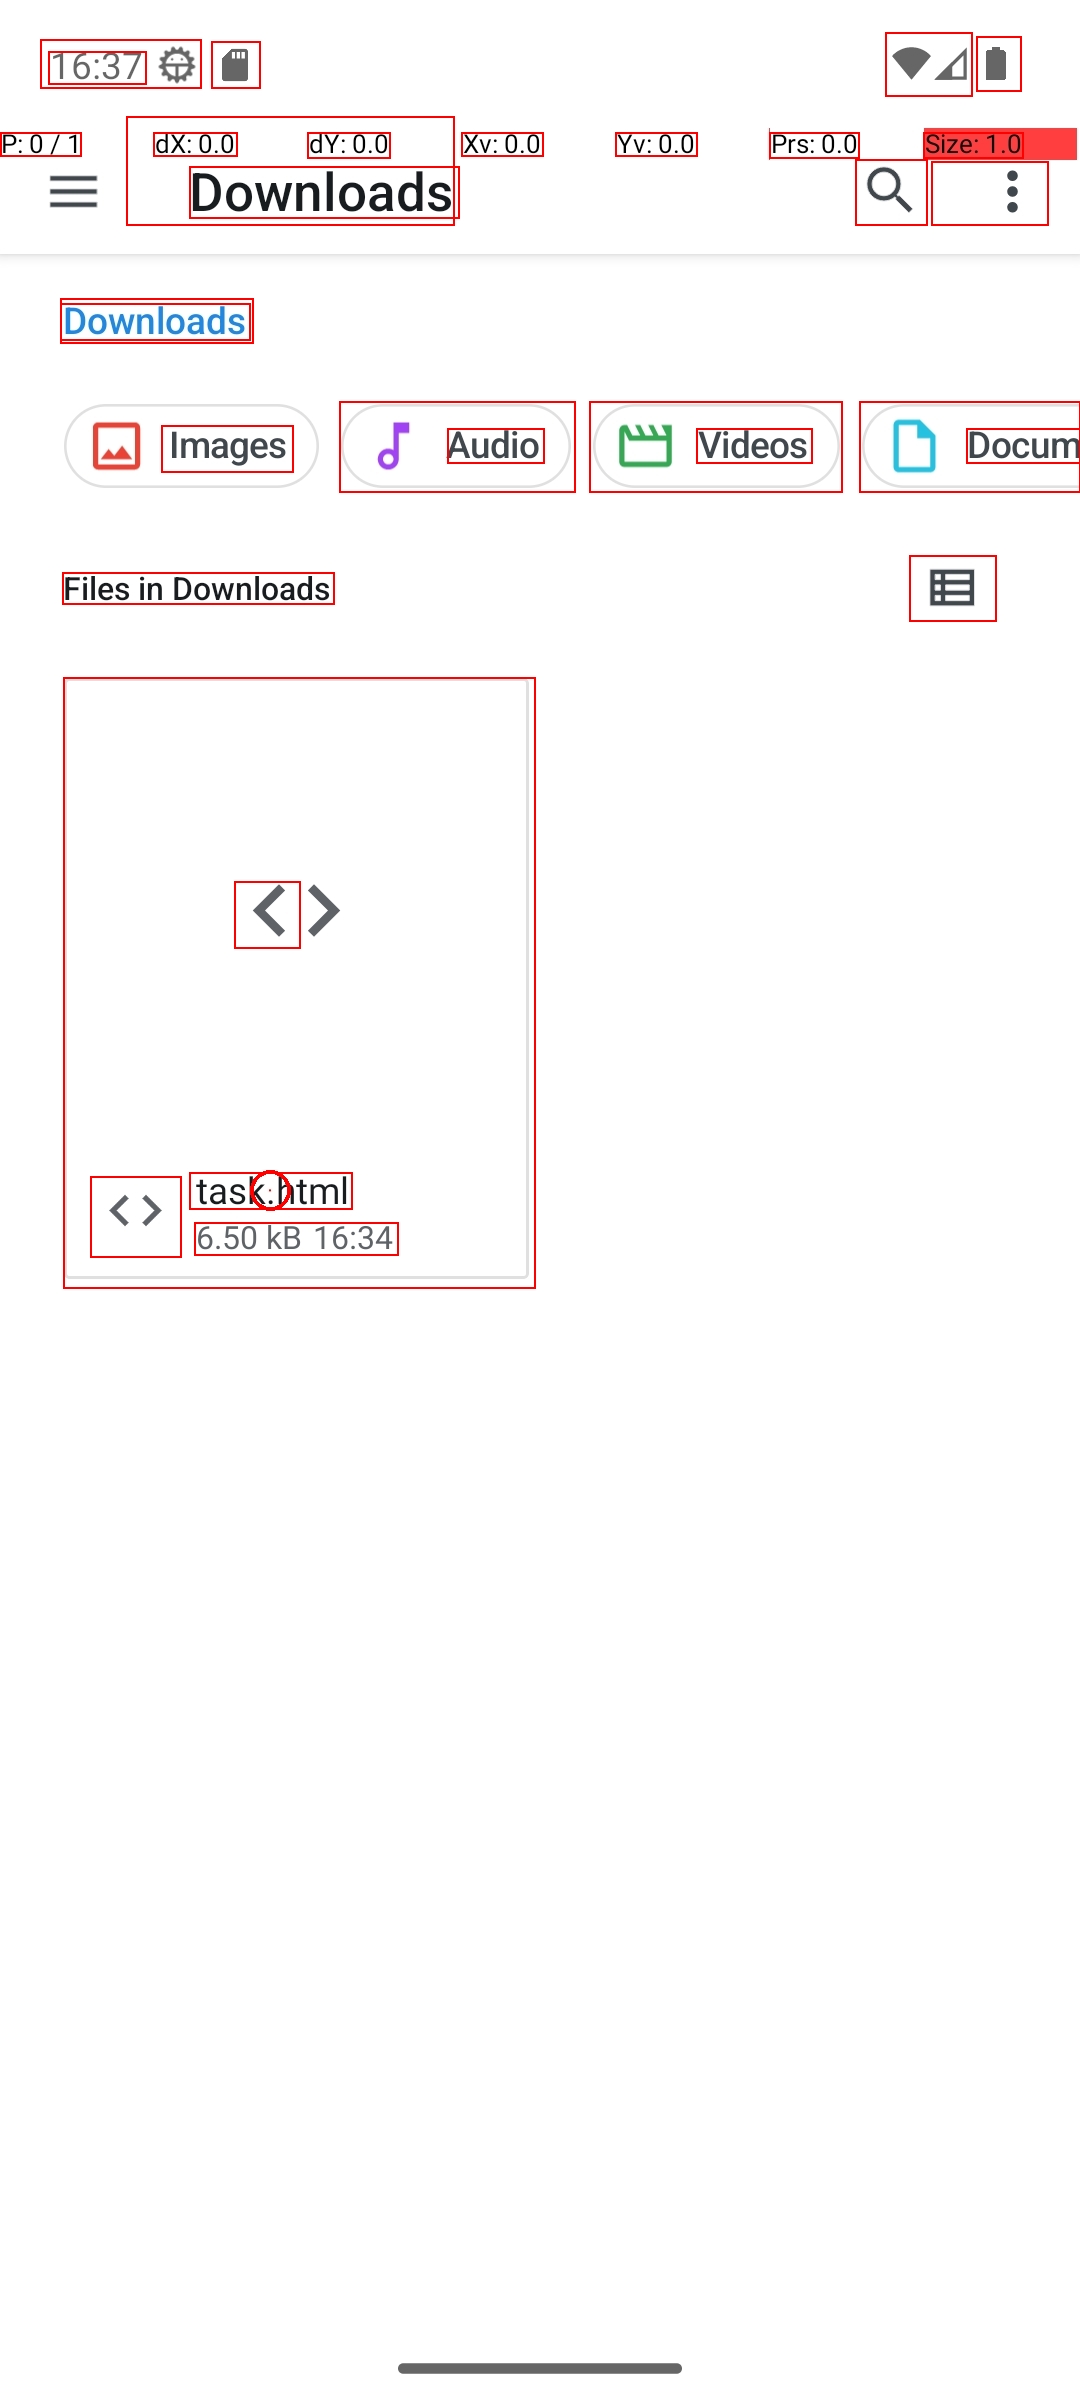 16:37
P: 0 / 1 dX: 0.0 dY: 0.0 Xv: 0.0 Yv: 0.0 Prs: 0.0 Size: 1.0
Downloads
Downloads
Images Audio Videos Docum
Files in Downloads
task.html
6.50 kB 16:34